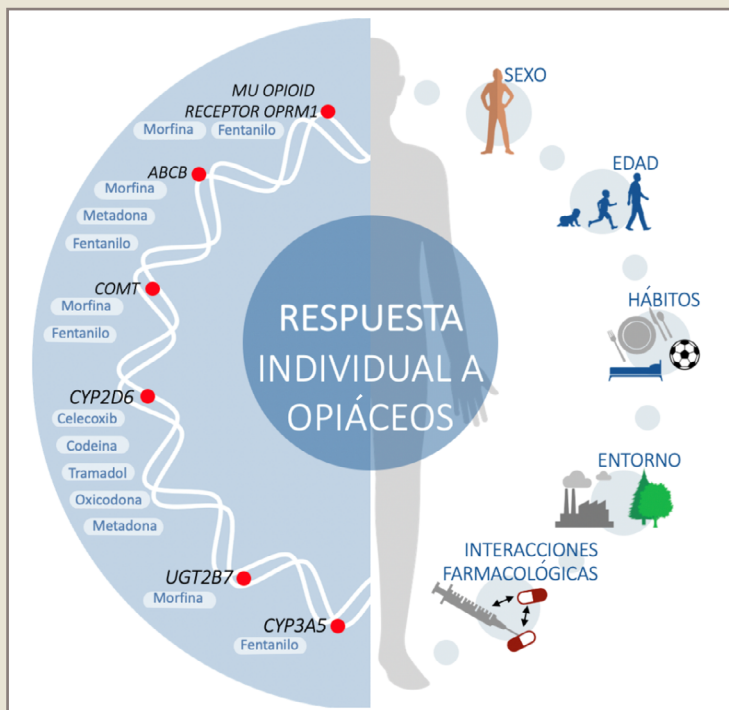 MU OPIOID
RECEPTOR OPRM1
Morfina
Fentanilo
ABCB
Morfina
Metadona
Fentanilo
COMT
Morfina
Fentanilo
CYP2D6
Celecoxib
Codeina
Tramadol
Oxicodona
Metadona
UGT2B7
Morfina
CYP3A5
Fentanilo
RESPUESTA
INDIVIDUAL A
OPIÁCEOS
SEXO
EDAD
HÁBITOS
ENTORNO
INTERACCIONES
FARMACOLÓGICAS